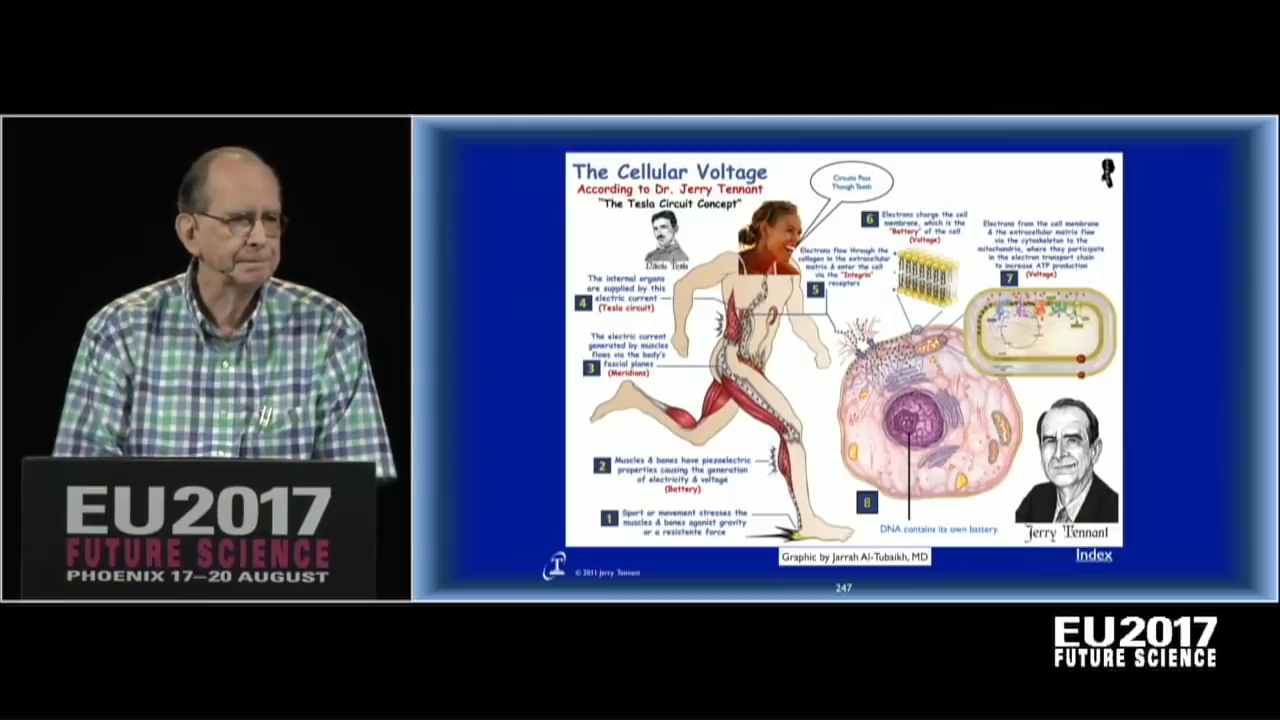 EU2017
FUTURE SCIENCE
PHOENIX 17–20 AUGUST
The Cellular Voltage
According to Dr. Jerry Tennant
"The Tesla Circuit Concept"
Nikola Tesla
Circuits Pass
Though Teeth
The internal organs
are supplied by this
4 electric current
(Tesla circuit)
The electric current
generated by muscles
flows via the body's
3 fascial planes
(Meridians)
2 Muscles & bones have piezoelectric
properties causing the generation
of electricity & voltage
(Battery)
1 Sport or movement stresses the
muscles & bones against gravity
or a resistente force
Electrons flow through the
collagen in the extracellular
matrix & enter the cell
via the "Integrin"
5 receptors
6 Electrons charge the cell
membrane, which is the
"Battery" of the cell
(Voltage)
Electrons from the cell membrane
& the extracellular matrix flow
via the cytoskeleton to the
mitochondria, where they participate
in the electron transport chain
to increase ATP production
7 (Voltage)
8
DNA contains its own battery.
Jerry Tennant
Graphic by Jarrah Al-Tubaikh, MD
Index
T
© 2011 Jerry Tennant
247
EU2017
FUTURE SCIENCE